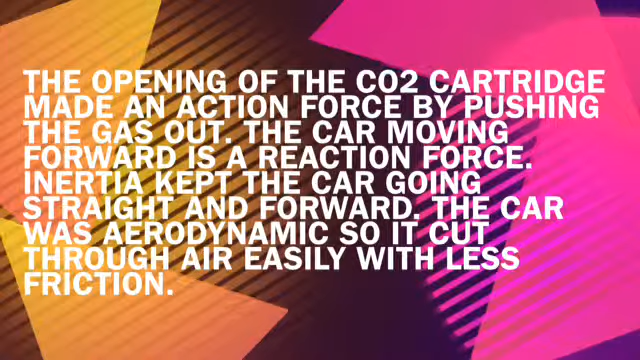 THE OPENING OF THE CO2 CARTRIDGE
MADE AN ACTION FORCE BY PUSHING
THE GAS OUT. THE CAR MOVING
FORWARD IS A REACTION FORCE.
INERTIA KEPT THE CAR GOING
STRAIGHT AND FORWARD. THE CAR
WAS AERODYNAMIC SO IT CUT
THROUGH AIR EASILY WITH LESS
FRICTION.